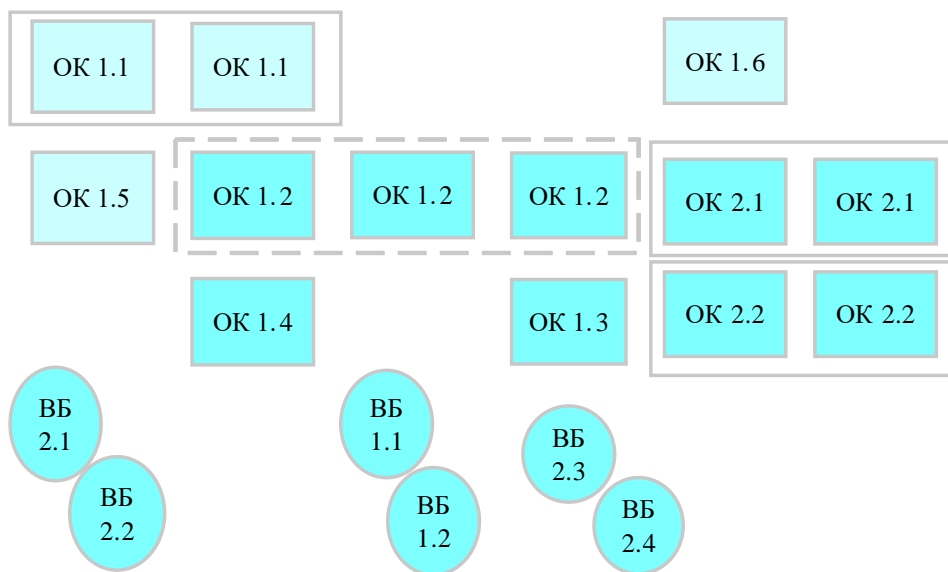 ОК 1.1
ОК 1.1
ОК 1.6
ОК 1.5
ОК 1.2
ОК 1.2
ОК 1.2
ОК 2.1
ОК 2.1
ОК 1.4
ОК 1.3
ОК 2.2
ОК 2.2
ВБ
2.1
ВБ
2.2
ВБ
1.1
ВБ
1.2
ВБ
2.3
ВБ
2.4